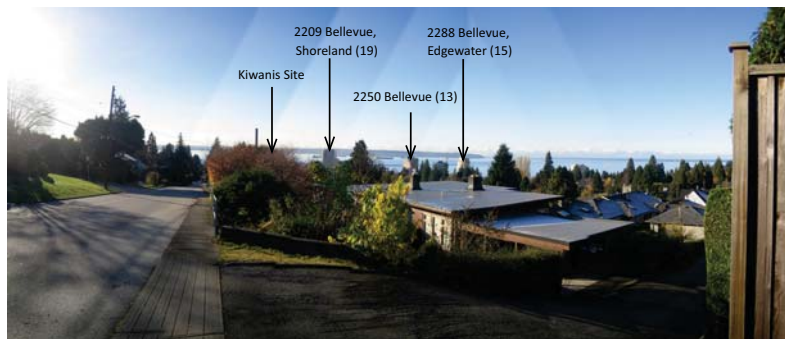 2209 Bellevue,
Shoreland (19)
2288 Bellevue,
Edgewater (15)
Kiwanis Site
2250 Bellevue (13)